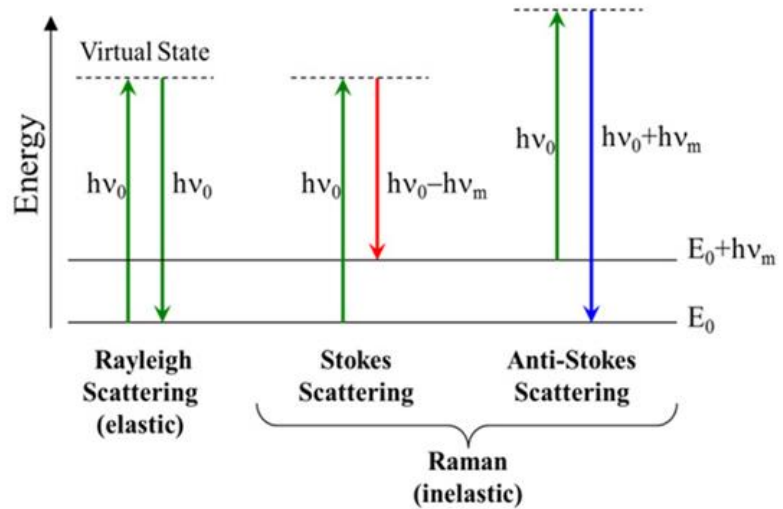 Energy
Virtual State
hν₀
hν₀
hν₀
hν₀−hνₘ
hν₀
hν₀+hνₘ
E₀+hνₘ
E₀
Rayleigh
Scattering
(elastic)
Stokes
Scattering
Anti-Stokes
Scattering
Raman
(inelastic)